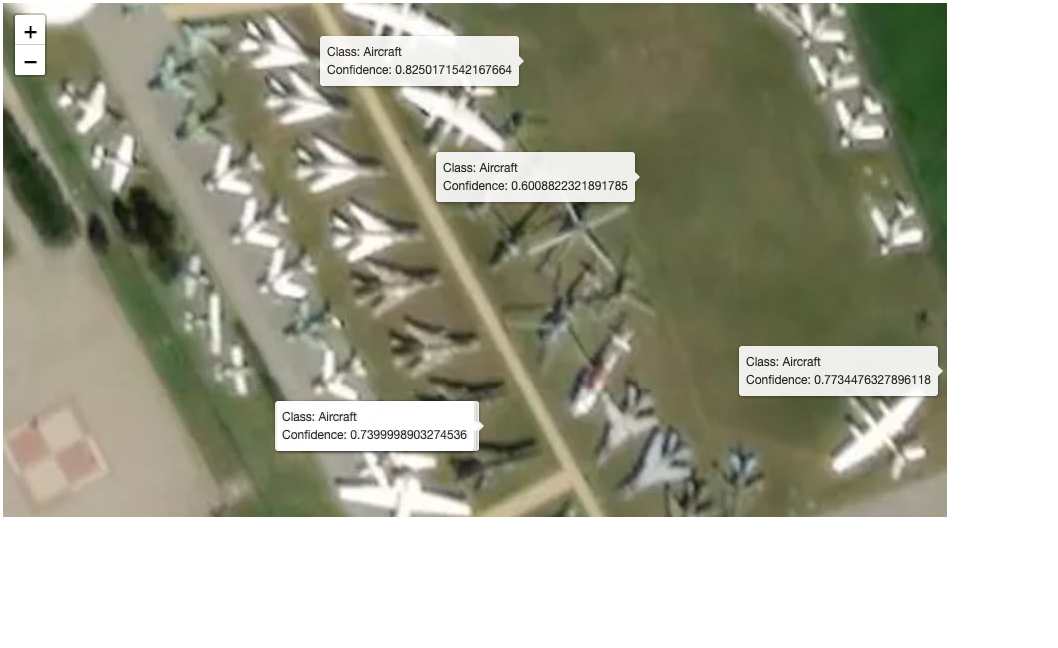 +
−
Class: Aircraft
Confidence: 0.8250171542167664
Class: Aircraft
Confidence: 0.6008822321891785
Class: Aircraft
Confidence: 0.7734476327896118
Class: Aircraft
Confidence: 0.7399998903274536